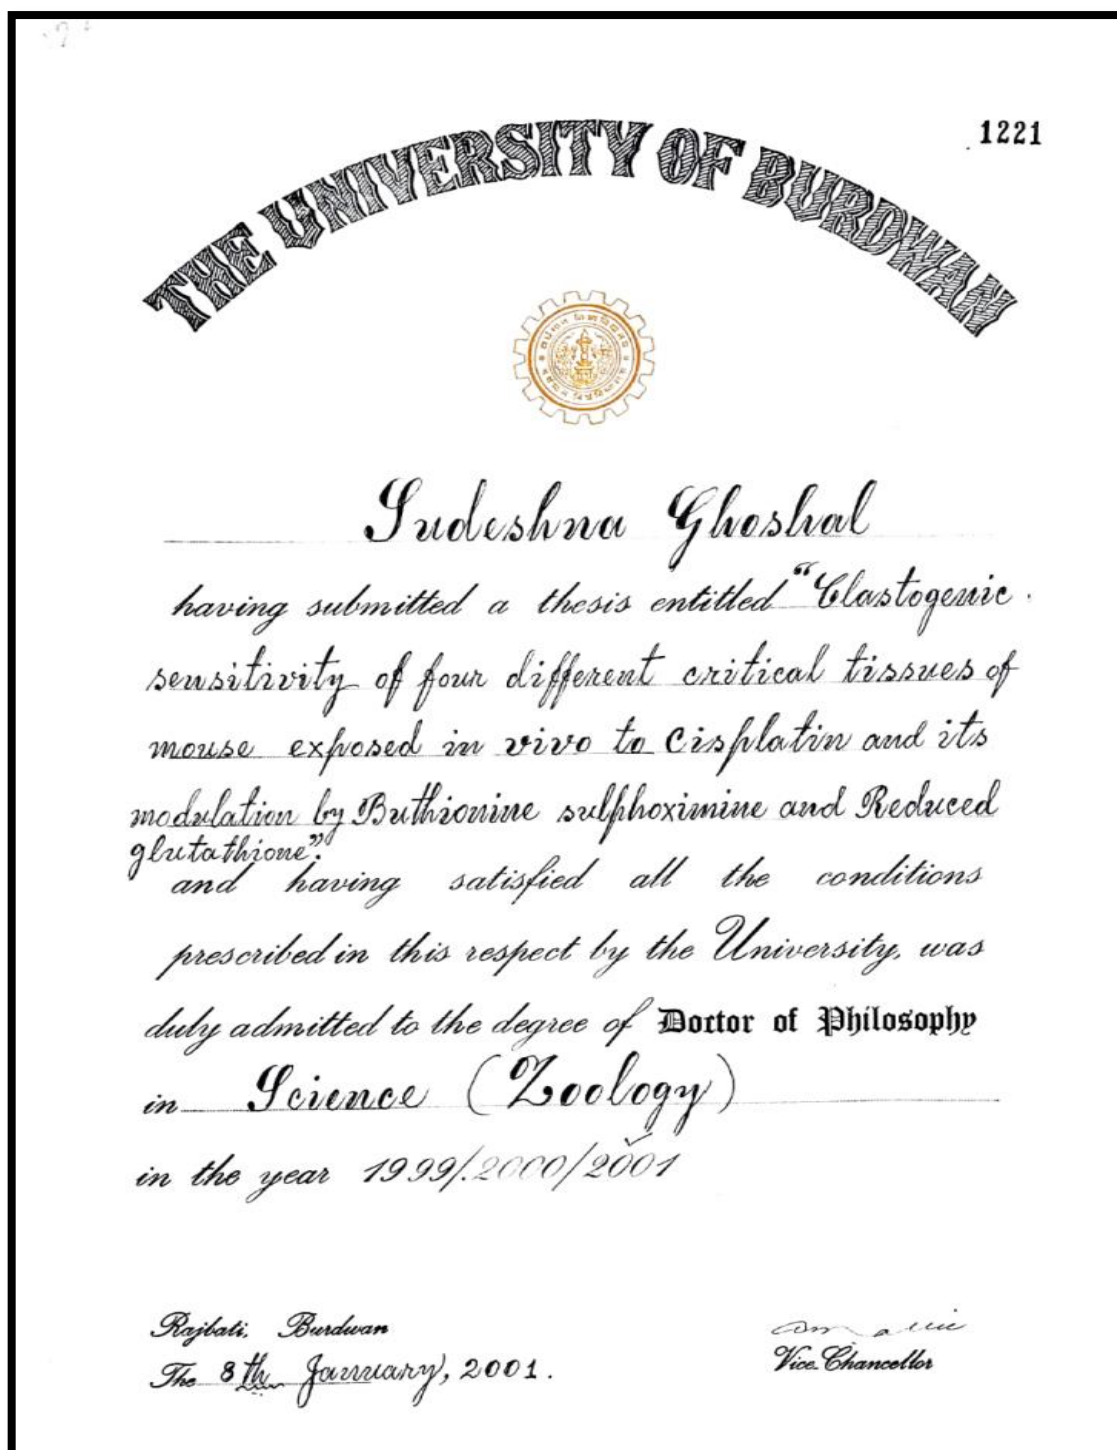 1221
THE UNIVERSITY OF BURDWAN
Sudeshna Ghoshal
having submitted a thesis entitled "Clastogenic
sensitivity of four different critical tissues of
mouse exposed in vivo to Cisplatin and its
modulation by Buthionine sulphoximine and Reduced
glutathione".
and having satisfied all the conditions
prescribed in this respect by the University, was
duly admitted to the degree of Doctor of Philosophy
in Science (Zoology)
in the year 1999/2000/2001
Rajbati, Burdwan
The 8th January, 2001.
Vice-Chancellor